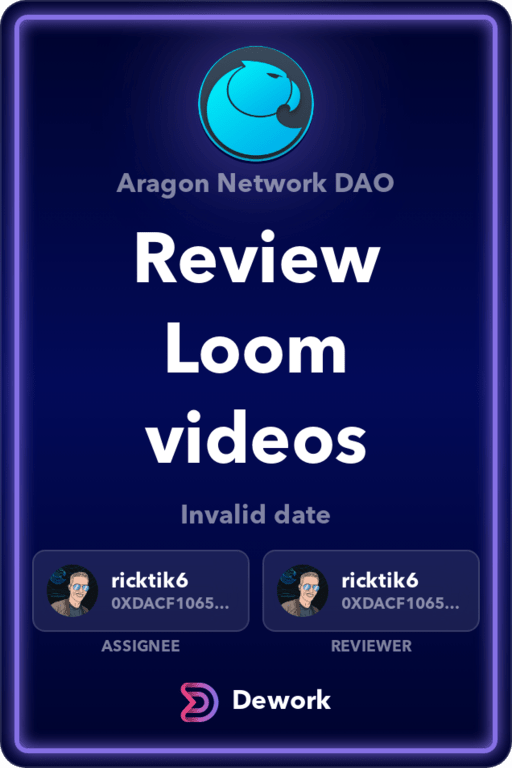 Aragon Network DAO
Review
Loom
videos
Invalid date
ricktik6
0XDACF1065...
ricktik6
0XDACF1065...
ASSIGNEE
REVIEWER
Dework